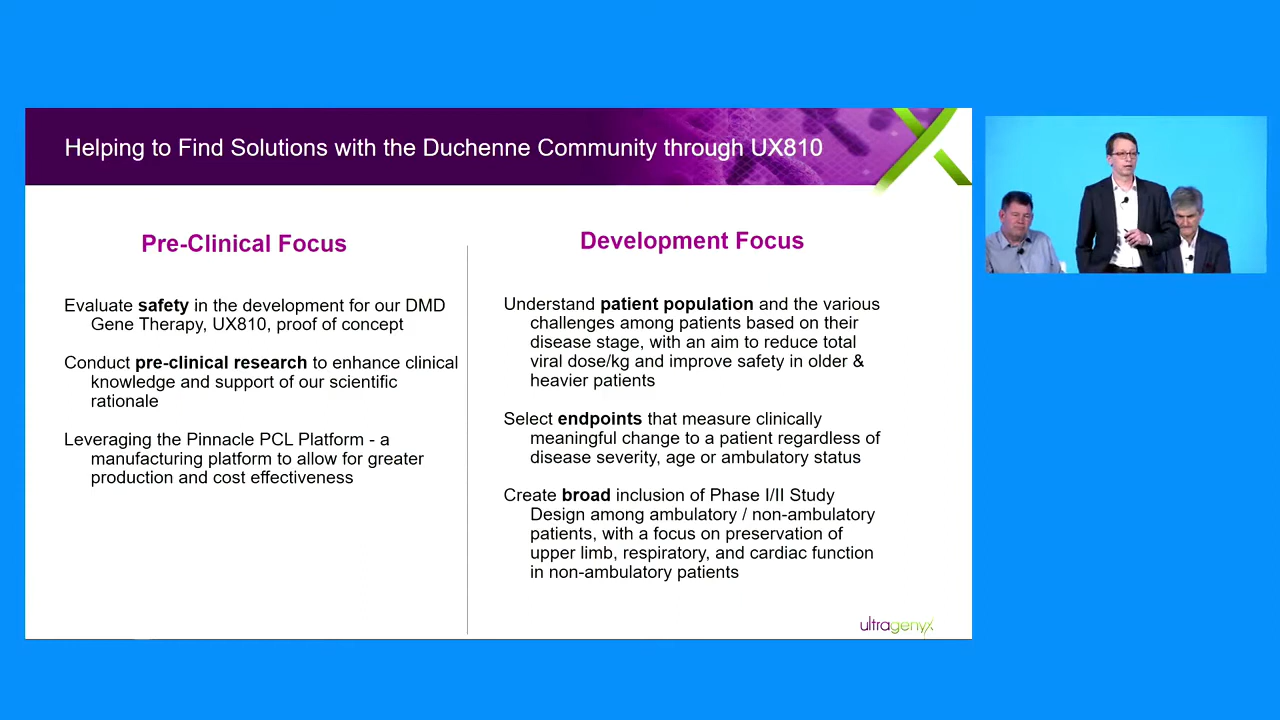 Helping to Find Solutions with the Duchenne Community through UX810
Pre-Clinical Focus
Evaluate safety in the development for our DMD
Gene Therapy, UX810, proof of concept
Conduct pre-clinical research to enhance clinical
knowledge and support of our scientific
rationale
Leveraging the Pinnacle PCL Platform - a
manufacturing platform to allow for greater
production and cost effectiveness
Development Focus
Understand patient population and the various
challenges among patients based on their
disease stage, with an aim to reduce total
viral dose/kg and improve safety in older &
heavier patients
Select endpoints that measure clinically
meaningful change to a patient regardless of
disease severity, age or ambulatory status
Create broad inclusion of Phase I/II Study
Design among ambulatory / non-ambulatory
patients, with a focus on preservation of
upper limb, respiratory, and cardiac function
in non-ambulatory patients
ultragenyx